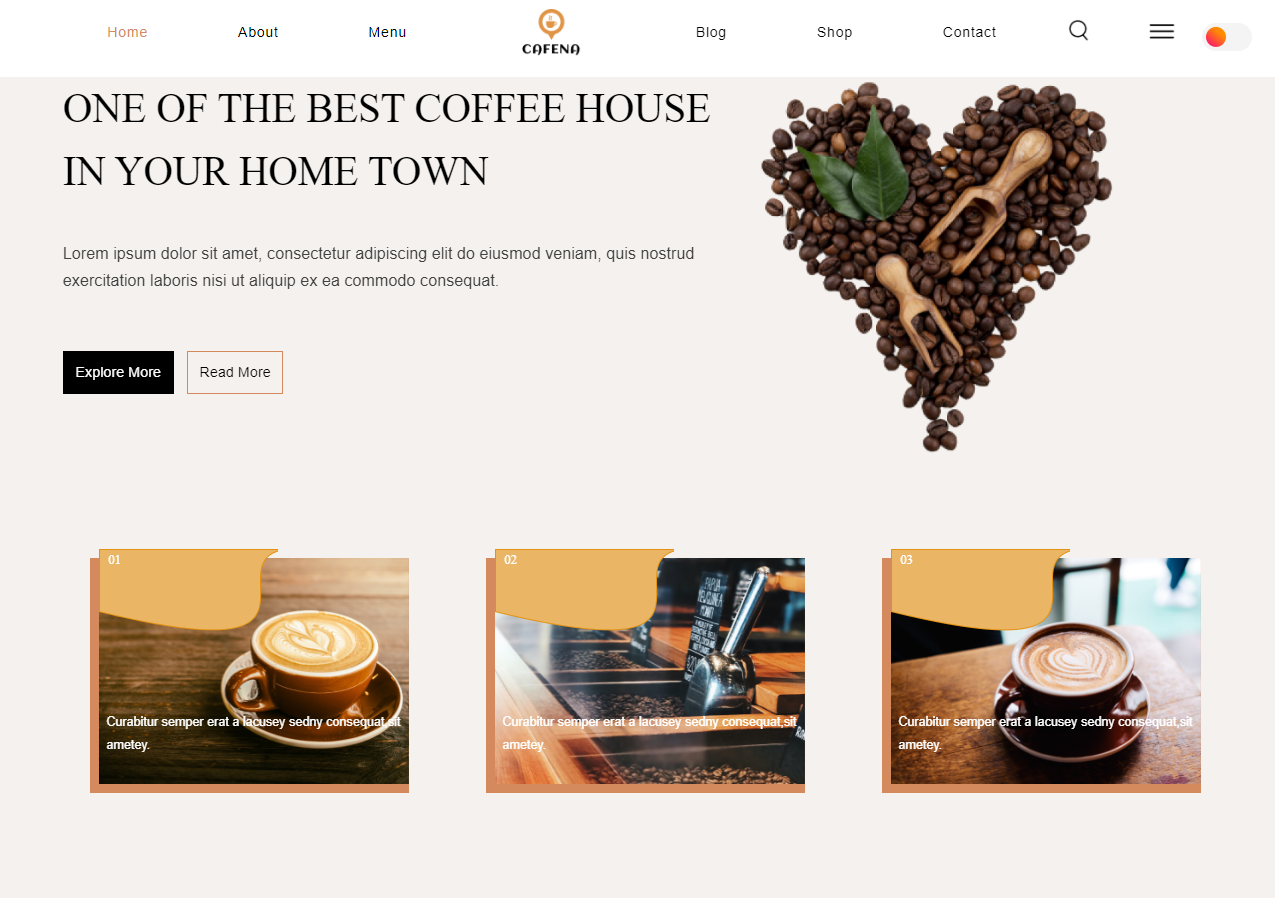 Home
About
Menu
CAFENA
Blog
Shop
Contact
ONE OF THE BEST COFFEE HOUSE
IN YOUR HOME TOWN
Lorem ipsum dolor sit amet, consectetur adipiscing elit do eiusmod veniam, quis nostrud
exercitation laboris nisi ut aliquip ex ea commodo consequat.
Explore More
Read More
01
Curabitur semper erat a lacusey sedny consequat,sit
ametey.
02
PAPUA
NEW GUINEA
Curabitur semper erat a lacusey sedny consequat,sit
ametey.
03
Curabitur semper erat a lacusey sedny consequat,sit
ametey.